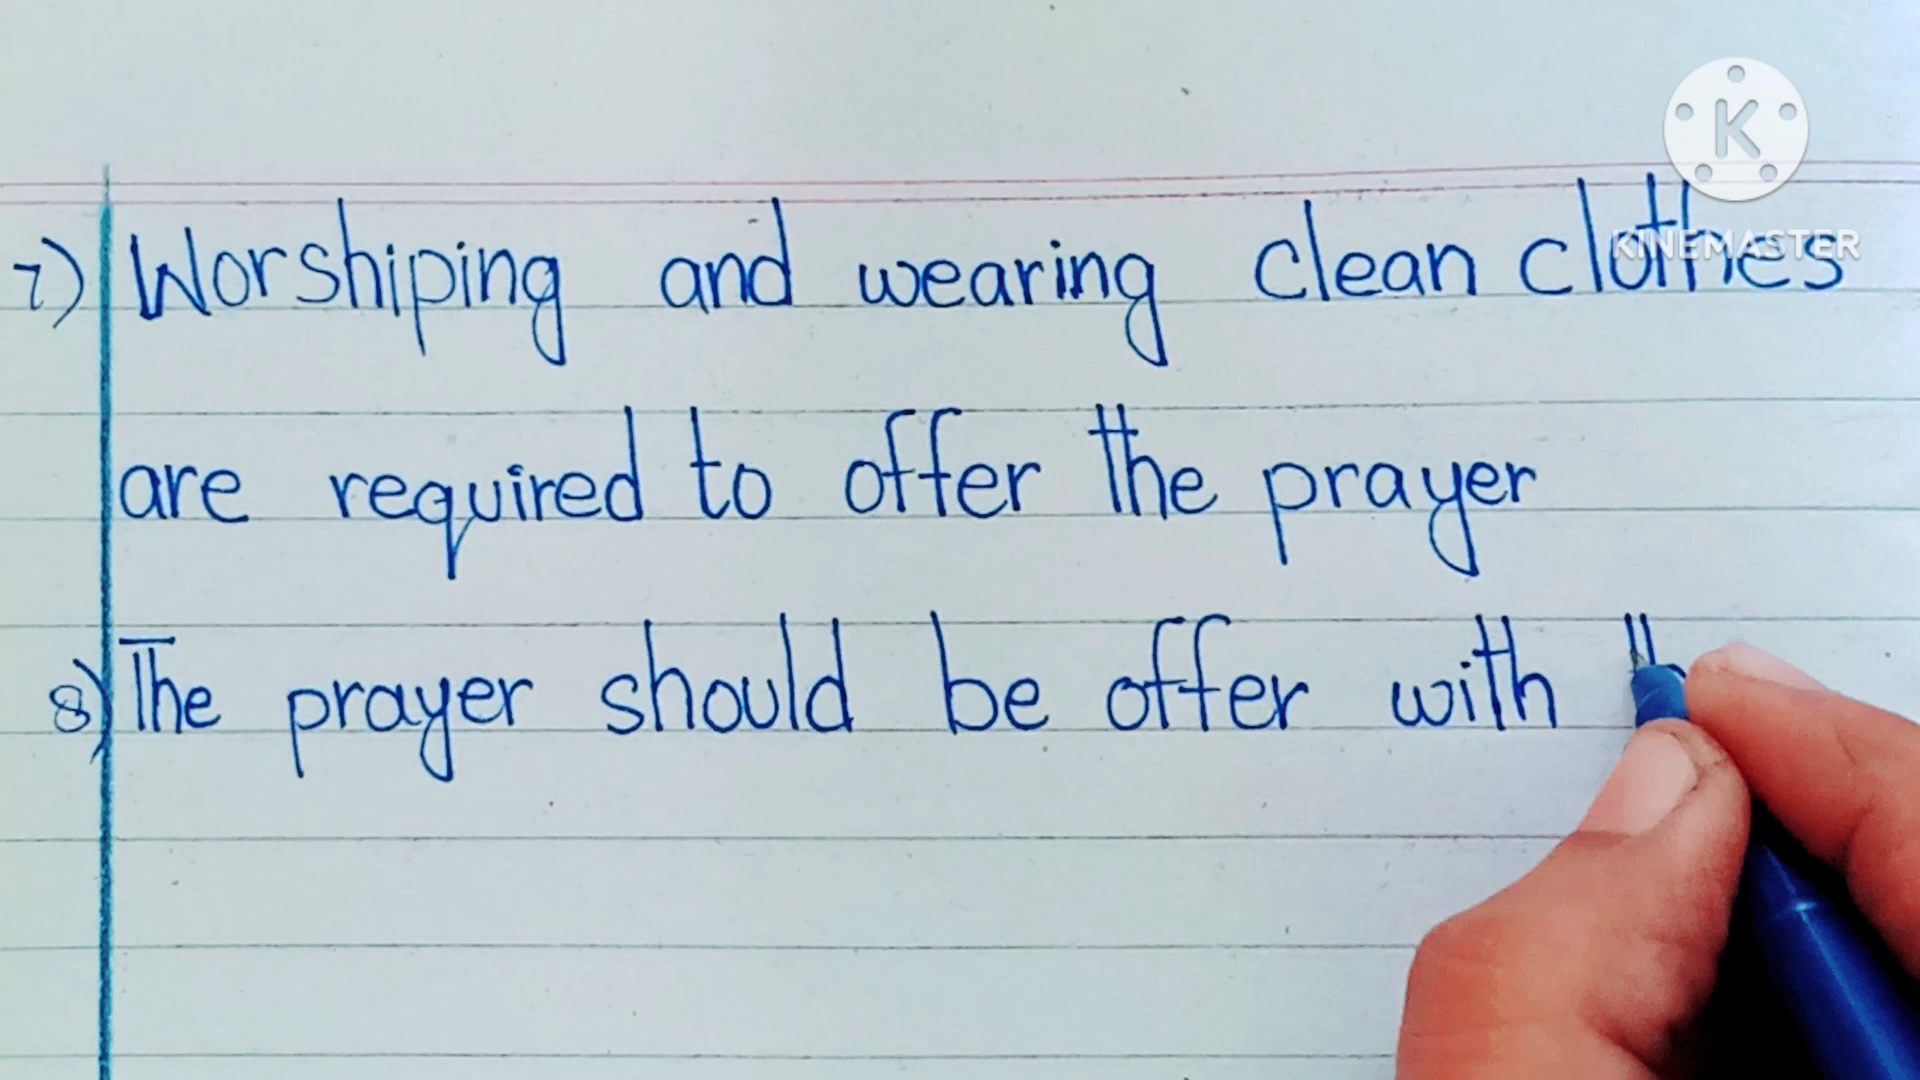 K
KINEMASTER
7) Worshiping and wearing clean clothes
are required to offer the prayer
8) The prayer should be offer with th